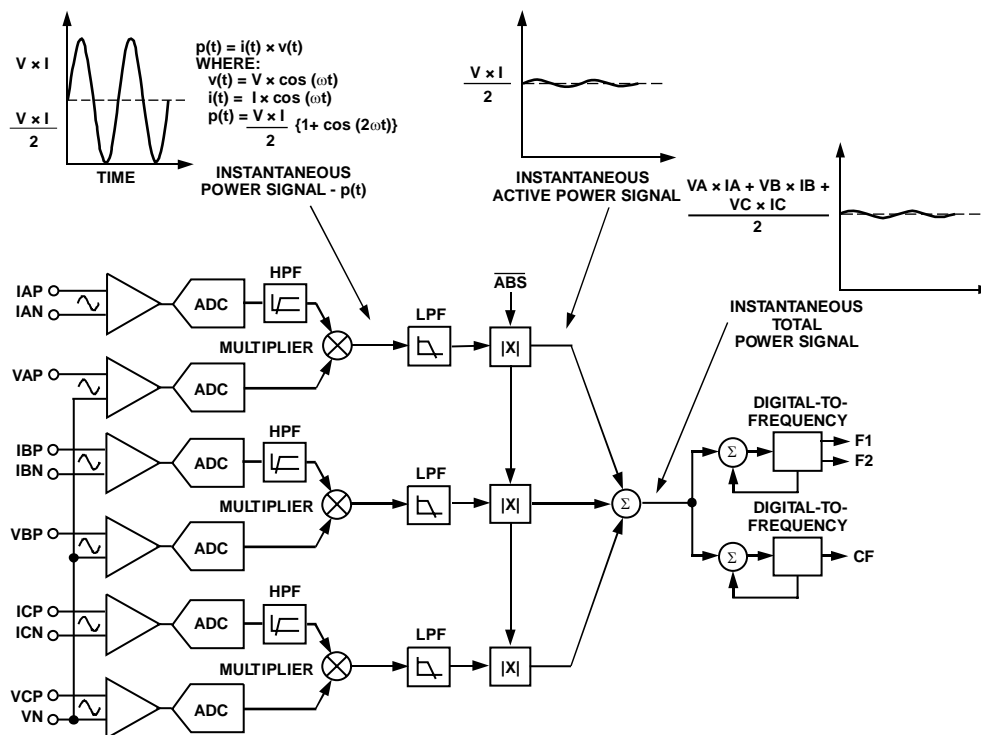 V × I
V × I
2
TIME
p(t) = i(t) × v(t)
WHERE:
v(t) = V × cos (ωt)
i(t) = I × cos (ωt)
p(t) = V × I
2
{1+ cos (2ωt)}
INSTANTANEOUS
POWER SIGNAL - p(t)
V × I
2
INSTANTANEOUS
ACTIVE POWER SIGNAL
VA × IA + VB × IB +
VC × IC
2
INSTANTANEOUS
TOTAL
POWER SIGNAL
ABS
IAP
IAN
ADC
HPF
MULTIPLIER
LPF
|X|
VAP
ADC
IBP
IBN
ADC
HPF
MULTIPLIER
LPF
|X|
Σ
VBP
ADC
ICP
ICN
ADC
HPF
MULTIPLIER
LPF
|X|
VCP
VN
ADC
DIGITAL-TO-
FREQUENCY
Σ
F1
F2
DIGITAL-TO-
FREQUENCY
Σ
CF